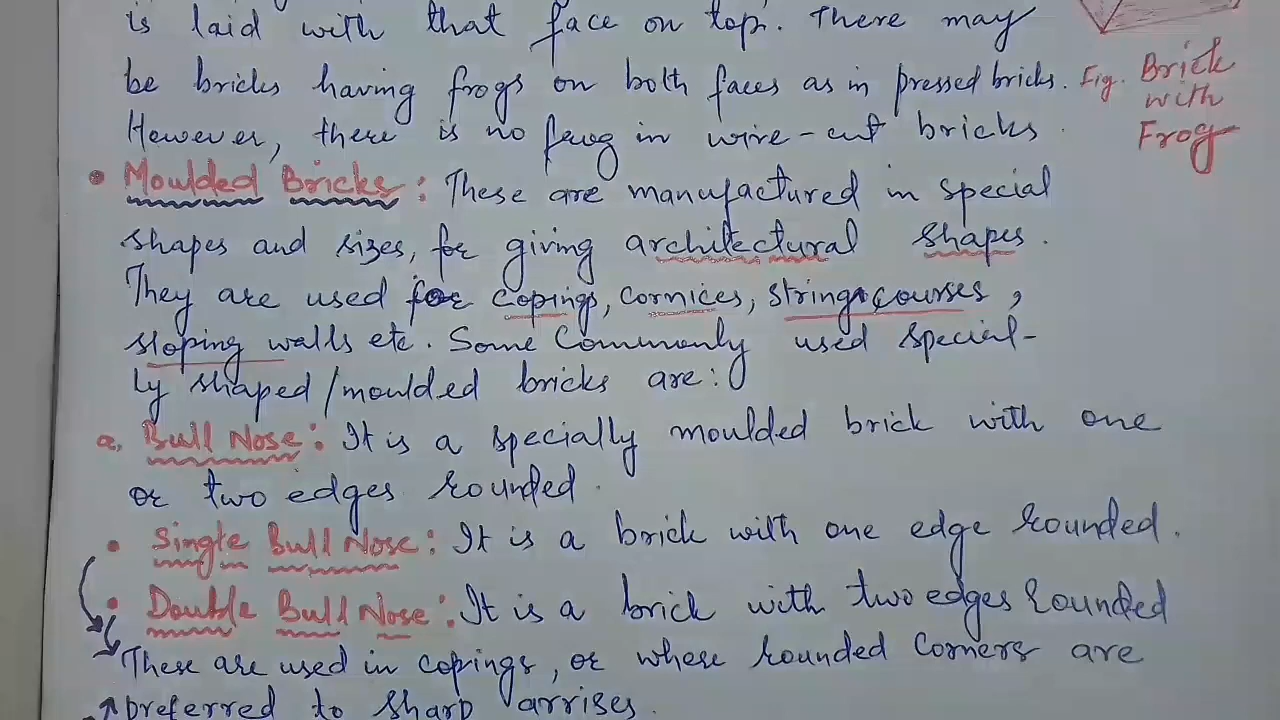 is laid with that face on top. There may
be bricks having frogs on both faces as in pressed bricks.
However, there is no frog in wire-cut bricks.
Fig. Brick
with
Frog
• Moulded Bricks: These are manufactured in special
shapes and sizes, for giving architectural shapes.
They are used for copings, cornices, string courses,
sloping walls etc. Some Commonly used special-
ly shaped/moulded bricks are:
a. Bull Nose: It is a specially moulded brick with one
or two edges rounded.
• Single Bull Nose: It is a brick with one edge rounded.
• Double Bull Nose: It is a brick with two edges rounded
These are used in copings, or where rounded corners are
preferred to sharp arrises.